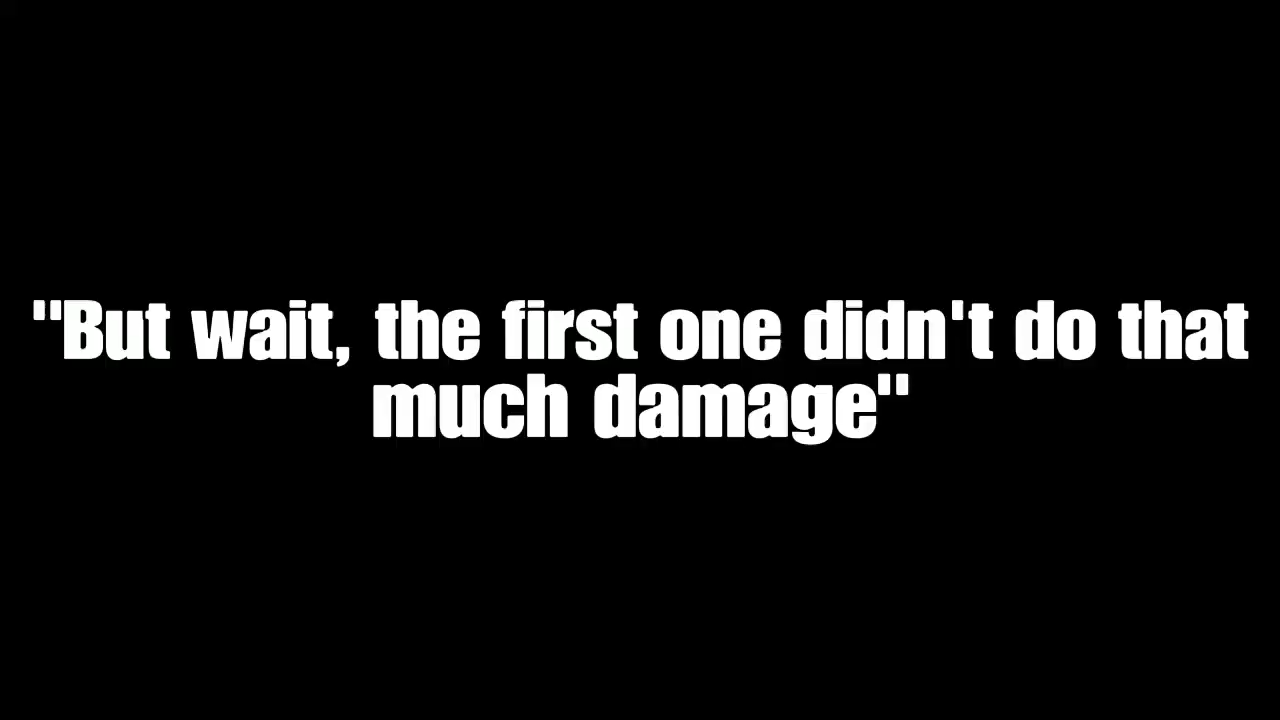 "But wait, the first one didn't do that
much damage"